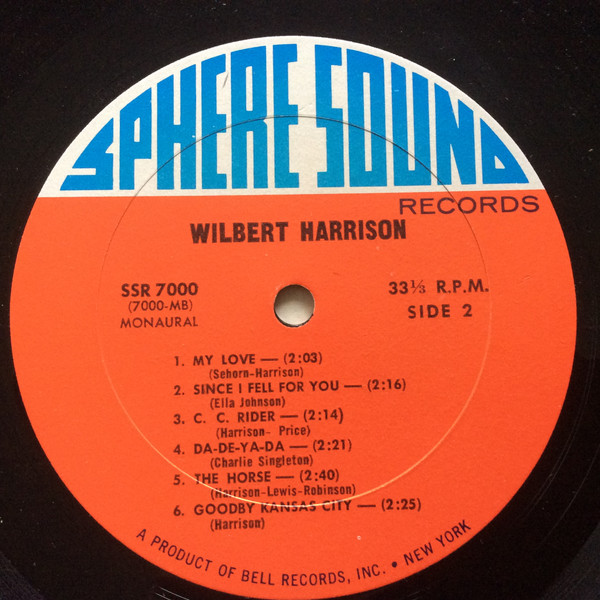 SPHERE SOUND
RECORDS
WILBERT HARRISON
SSR 7000
(7000-MB)
MONAURAL
33⅓ R.P.M.
SIDE 2
1. MY LOVE — (2:03)
(Sehorn-Harrison)
2. SINCE I FELL FOR YOU — (2:16)
(Ella Johnson)
3. C. C. RIDER — (2:14)
(Harrison- Price)
4. DA-DE-YA-DA — (2:21)
(Charlie Singleton)
5. THE HORSE — (2:40)
(Harrison-Lewis-Robinson)
6. GOODBY KANSAS CITY — (2:25)
(Harrison)
A PRODUCT OF BELL RECORDS, INC. • NEW YORK